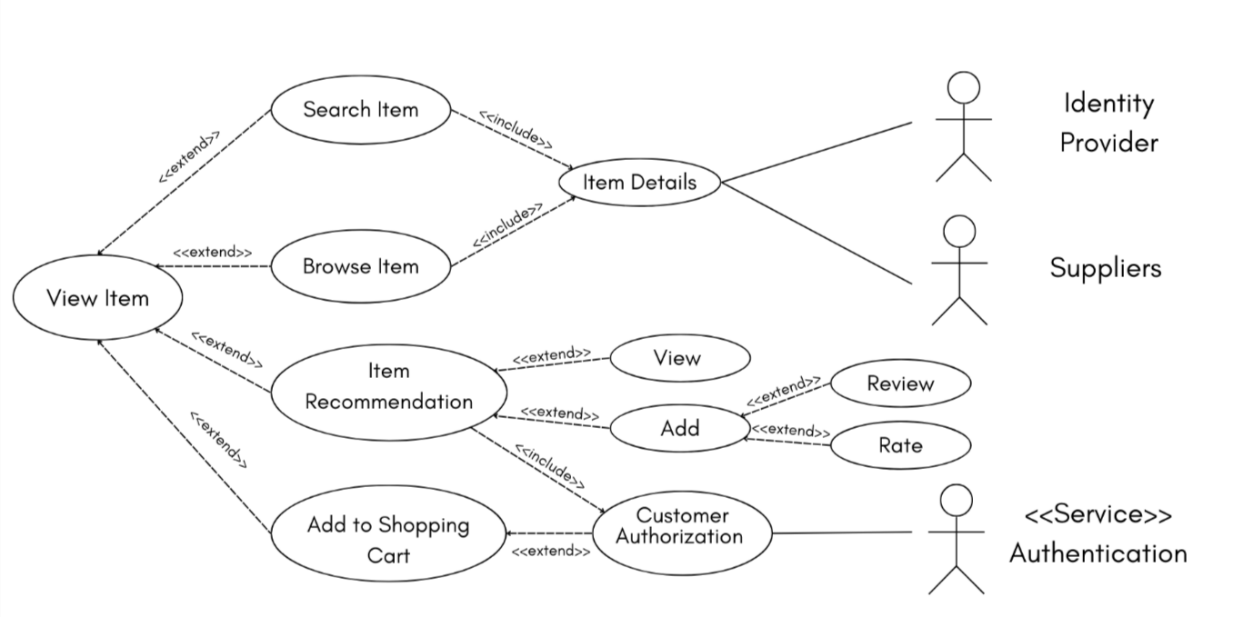 Search Item
<<include>>
Identity
Provider
<<extend>>
Item Details
<<include>>
<<extend>>
Browse Item
Suppliers
View Item
<<extend>>
Item
Recommendation
<<extend>>
View
<<extend>>
Review
<<extend>>
Add
<<extend>>
Rate
<<extend>>
<<include>>
Add to Shopping
Cart
<<extend>>
Customer
Authorization
<<Service>>
Authentication